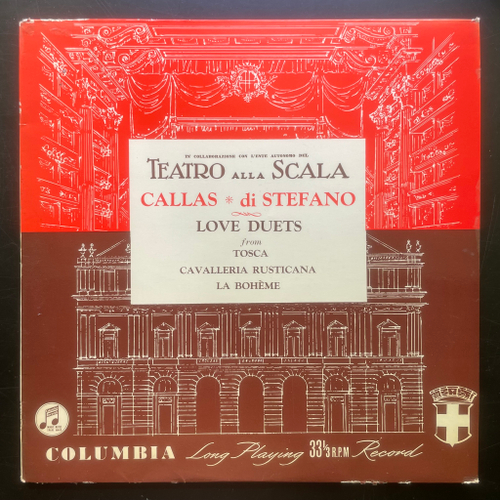 IN COLLABORAZIONE CON L'ENTE AUTONOMO DEL
TEATRO ALLA SCALA
CALLAS * di STEFANO
LOVE DUETS
from
TOSCA
CAVALLERIA RUSTICANA
LA BOHÈME
COLUMBIA Long Playing 33⅓ R.P.M. Record